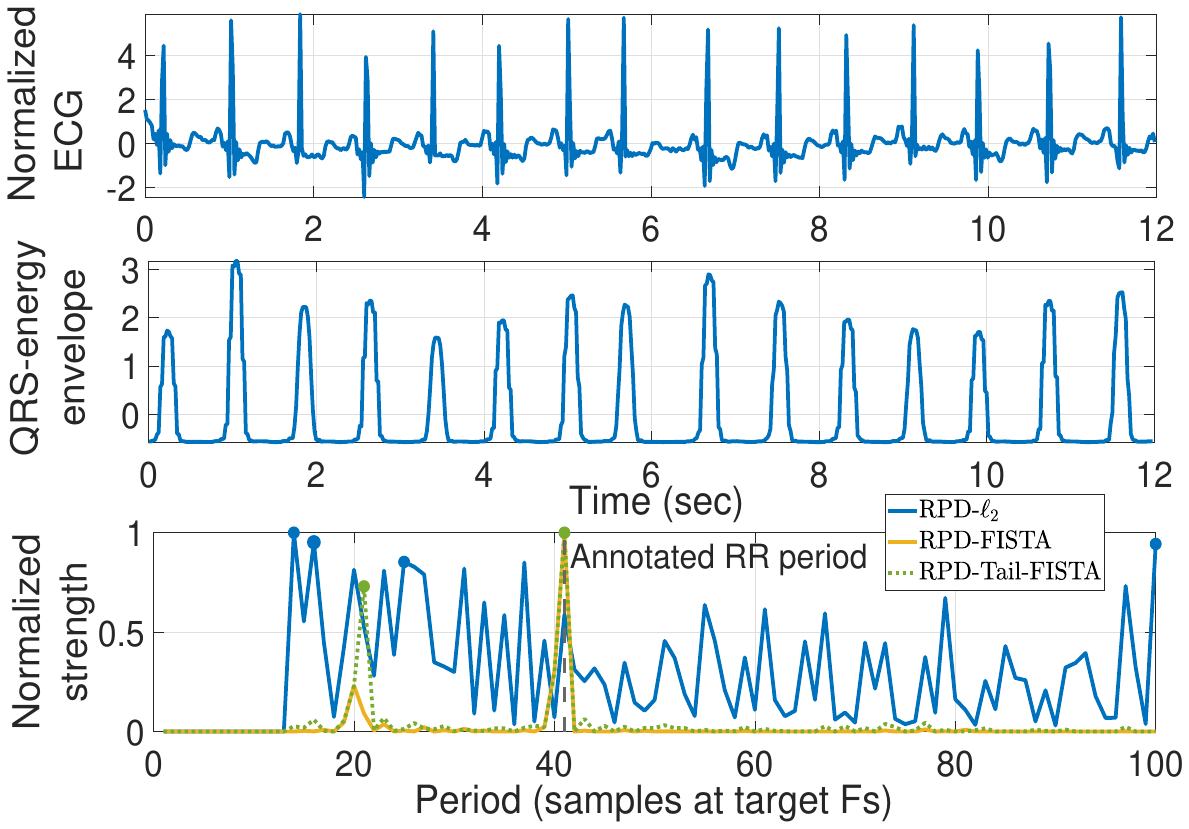 Normalized
ECG
4
2
0
-2
0 2 4 6 8 10 12
QRS-energy
envelope
3
2
1
0
0 2 4 6 8 10 12
Time (sec)
Normalized
strength
1
0.5
0
Annotated RR period
RPD-ℓ₂
RPD-FISTA
RPD-Tail-FISTA
0 20 40 60 80 100
Period (samples at target Fs)